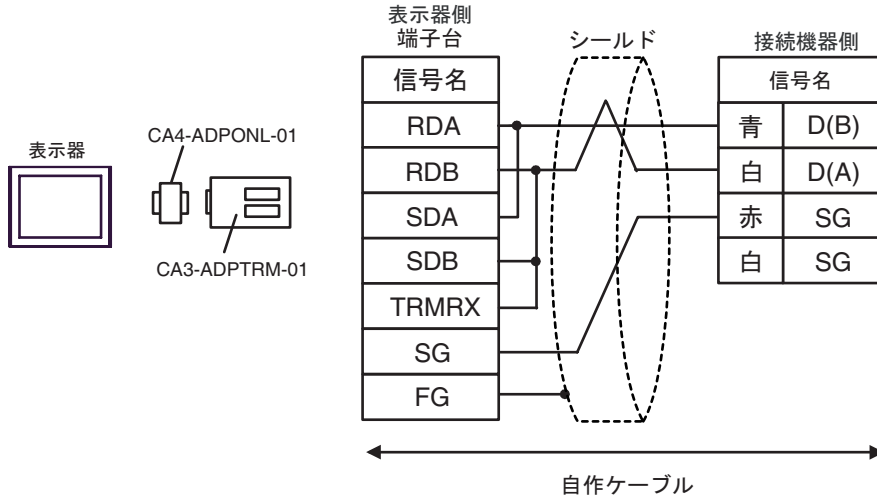 表示器
CA4-ADPONL-01
CA3-ADPTRM-01
表示器側
端子台
シールド
接続機器側
信号名
RDA
RDB
SDA
SDB
TRMRX
SG
FG
信号名
青 D(B)
白 D(A)
赤 SG
白 SG
自作ケーブル